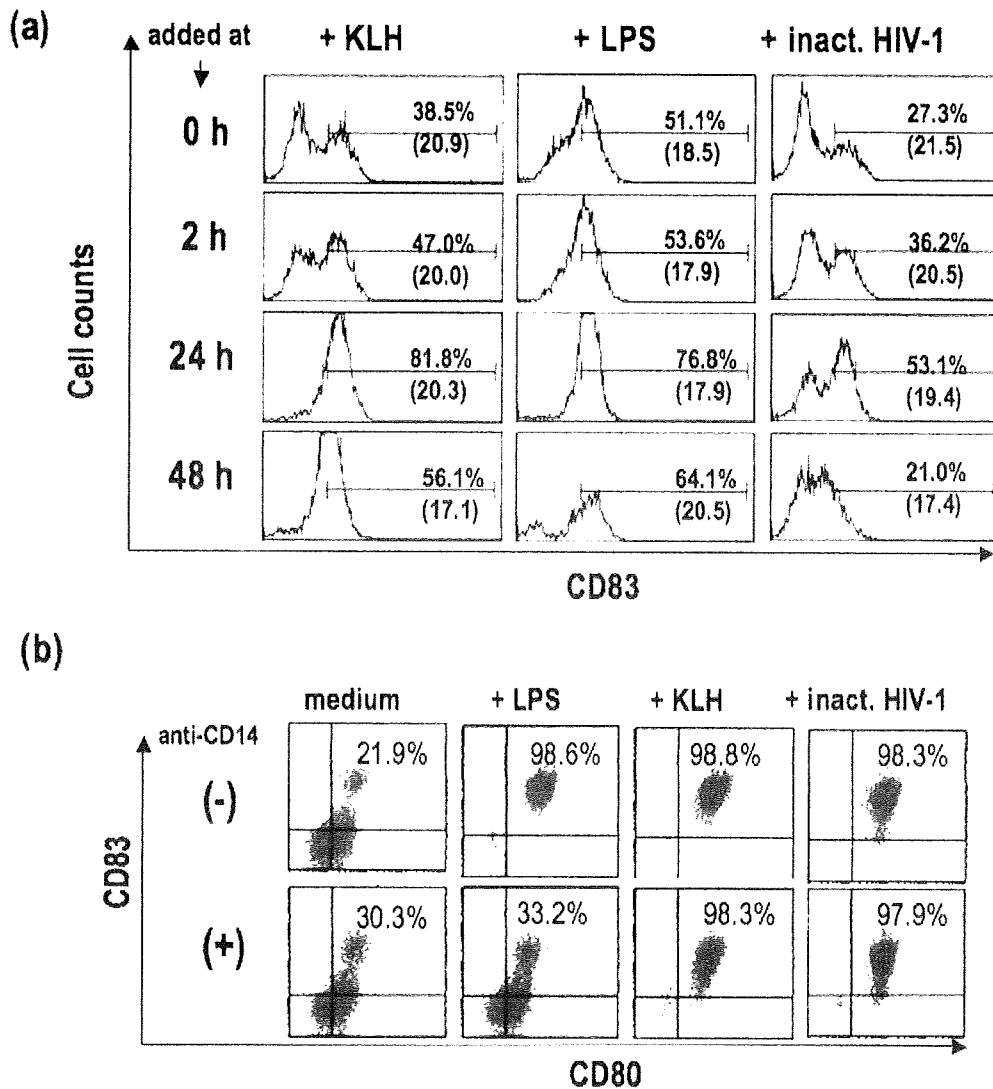 (a)
added at + KLH + LPS + inact. HIV-1
0 h 38.5% 51.1% 27.3%
(20.9) (18.5) (21.5)
2 h 47.0% 53.6% 36.2%
(20.0) (17.9) (20.5)
24 h 81.8% 76.8% 53.1%
(20.3) (17.9) (19.4)
48 h 56.1% 64.1% 21.0%
(17.1) (20.5) (17.4)
Cell counts
CD83
(b)
medium + LPS + KLH + inact. HIV-1
anti-CD14
(-) 21.9% 98.6% 98.8% 98.3%
(+) 30.3% 33.2% 98.3% 97.9%
CD83
CD80